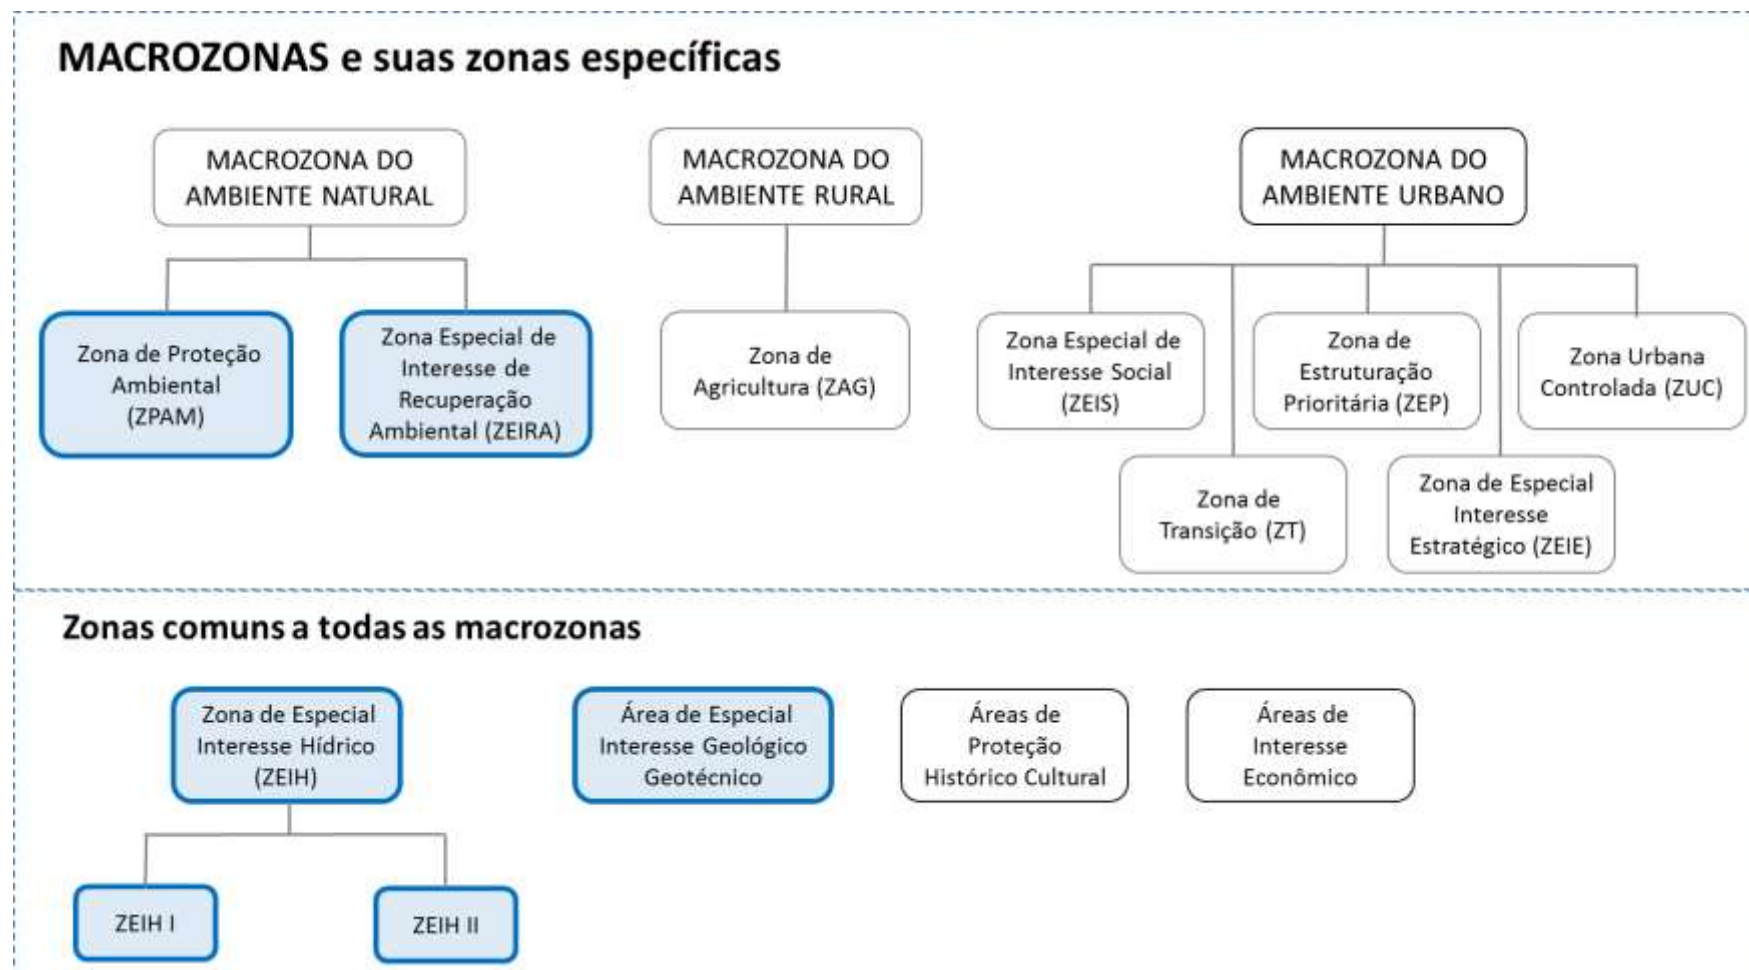 MACROZONAS e suas zonas específicas
MACROZONA DO
AMBIENTE NATURAL
MACROZONA DO
AMBIENTE RURAL
MACROZONA DO
AMBIENTE URBANO
Zona de Proteção
Ambiental
(ZPAM)
Zona Especial de
Interesse de
Recuperação
Ambiental (ZEIRA)
Zona de
Agricultura (ZAG)
Zona Especial de
Interesse Social
(ZEIS)
Zona de
Estruturação
Prioritária (ZEP)
Zona Urbana
Controlada (ZUC)
Zona de
Transição (ZT)
Zona de Especial
Interesse
Estratégico (ZEIE)
Zonas comuns a todas as macrozonas
Zona de Especial
Interesse Hídrico
(ZEIH)
Área de Especial
Interesse Geológico
Geotécnico
Áreas de
Proteção
Histórico Cultural
Áreas de
Interesse
Econômico
ZEIH I
ZEIH II